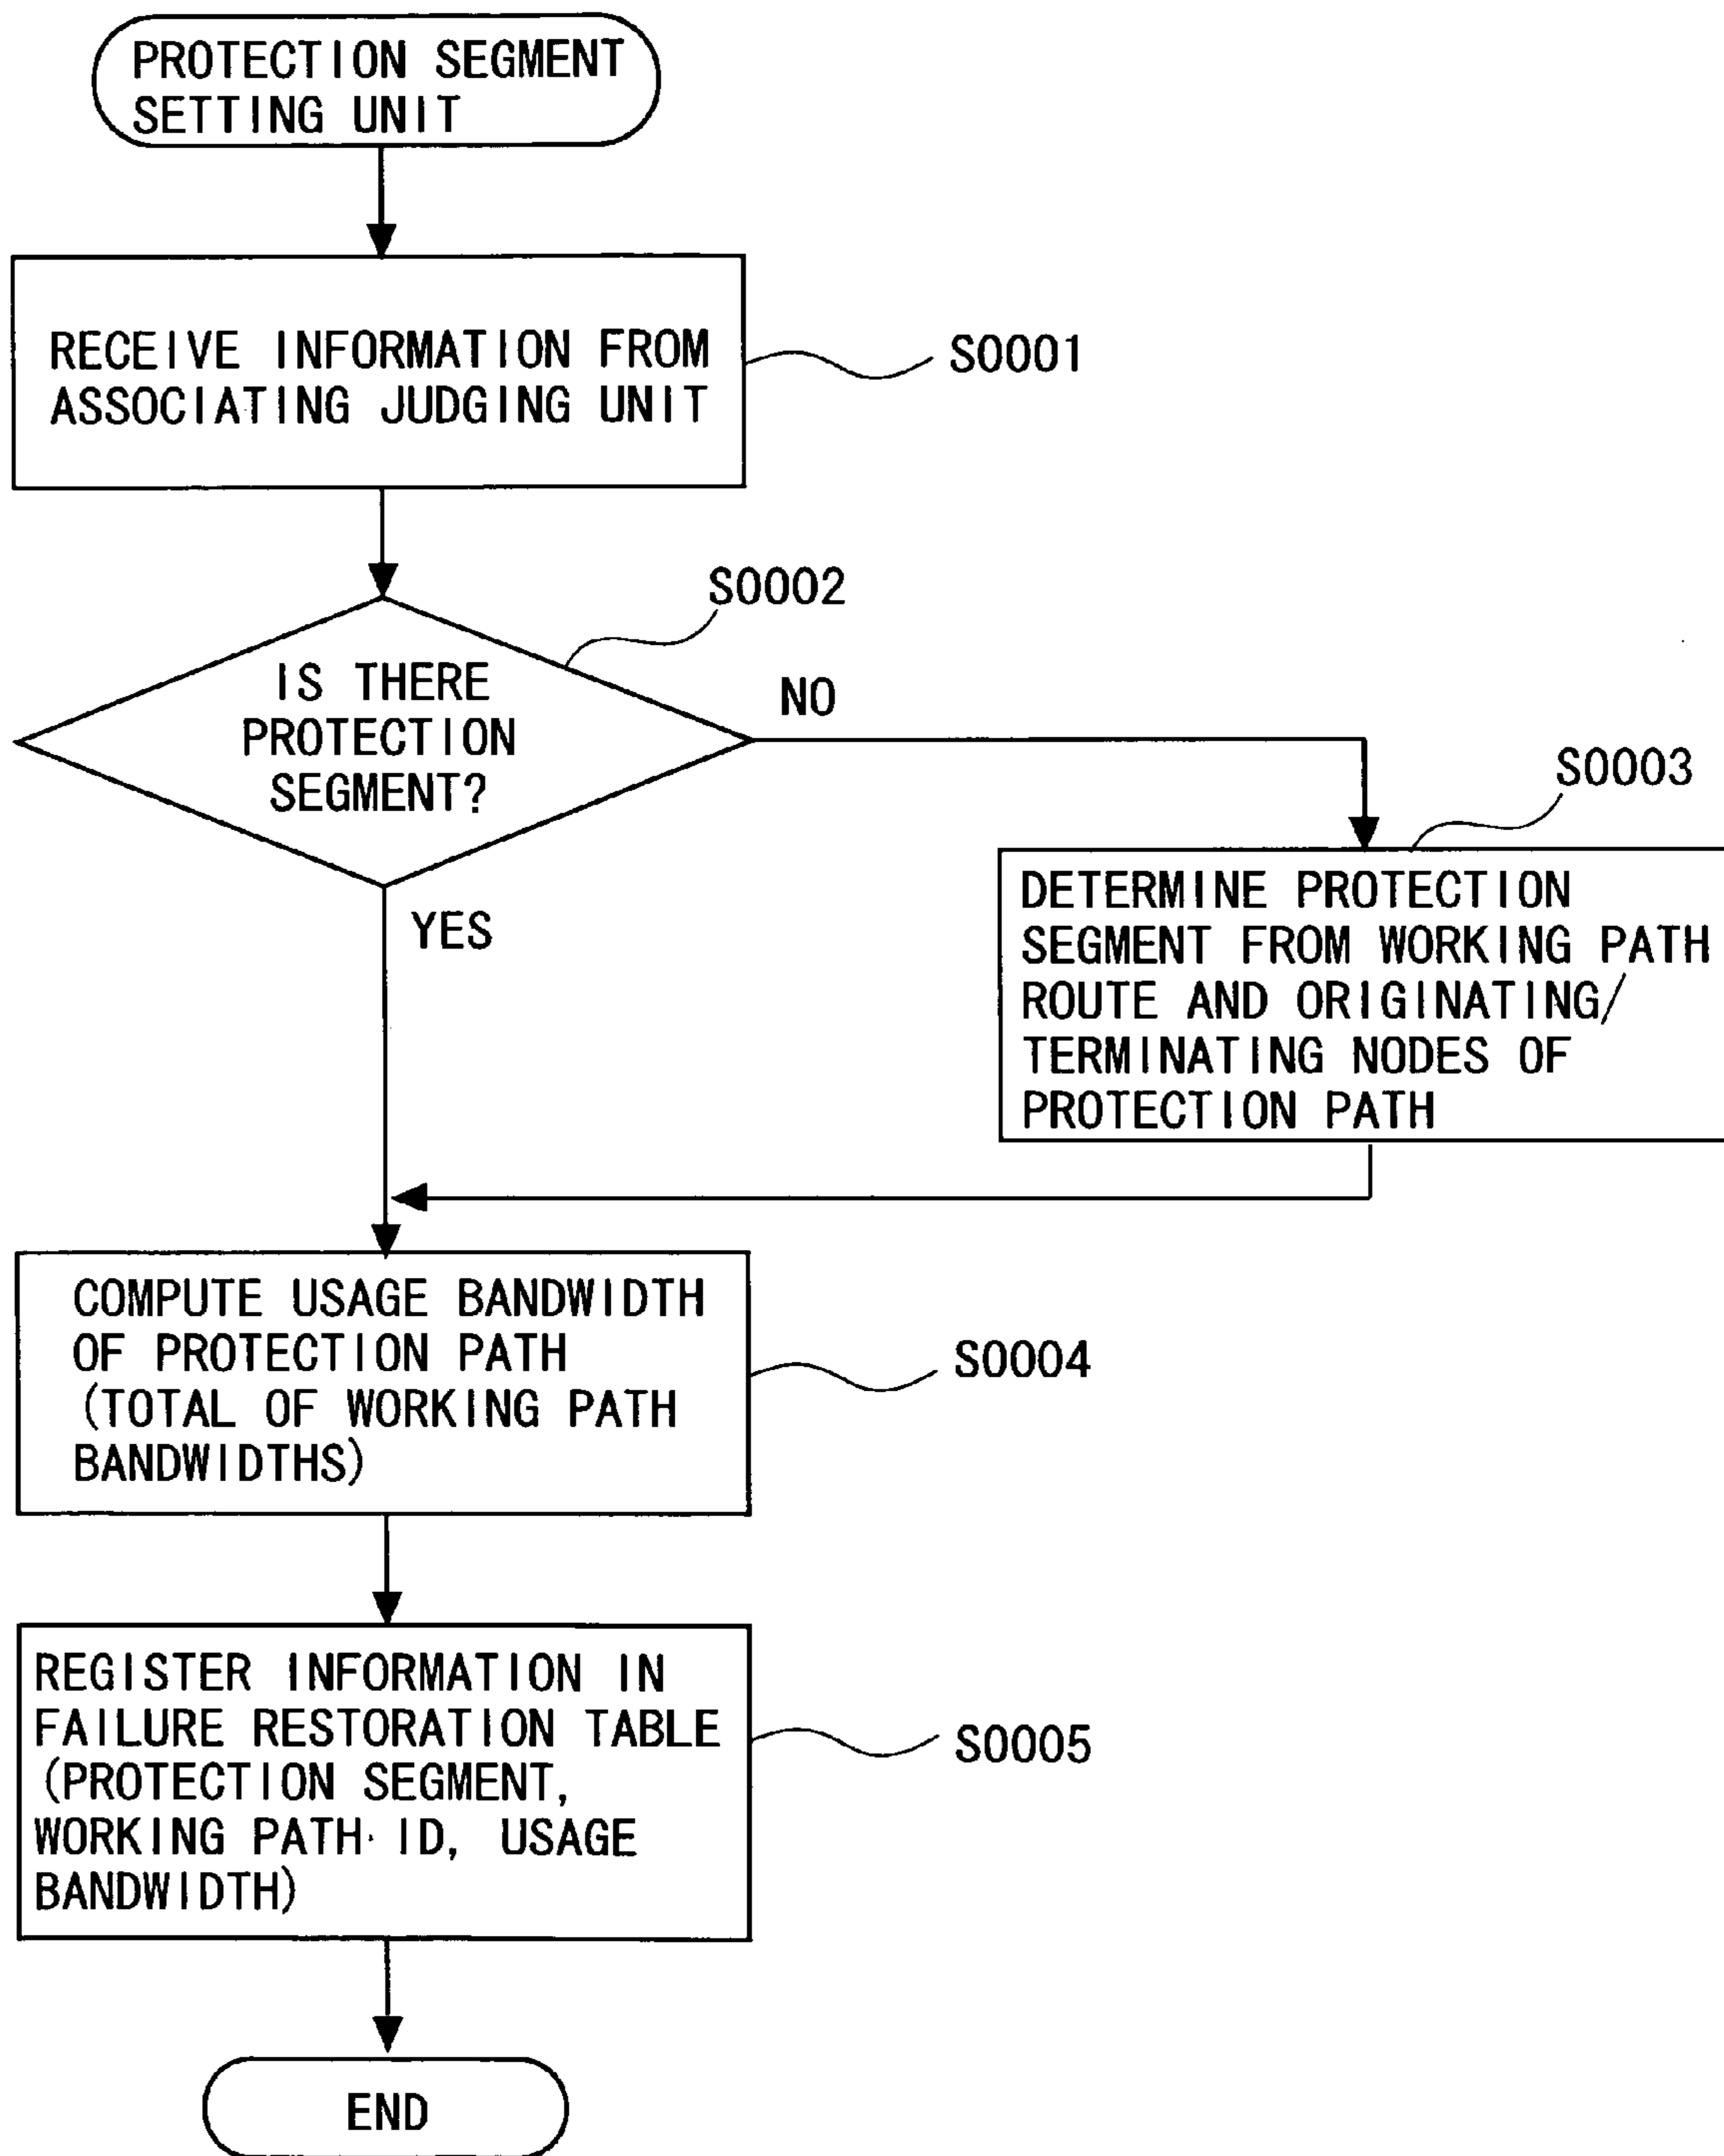 PROTECTION SEGMENT
SETTING UNIT
RECEIVE INFORMATION FROM
ASSOCIATING JUDGING UNIT
S0001
S0002
IS THERE
PROTECTION
SEGMENT?
NO
YES
S0003
DETERMINE PROTECTION
SEGMENT FROM WORKING PATH
ROUTE AND ORIGINATING/
TERMINATING NODES OF
PROTECTION PATH
COMPUTE USAGE BANDWIDTH
OF PROTECTION PATH
(TOTAL OF WORKING PATH
BANDWIDTHS)
S0004
REGISTER INFORMATION IN
FAILURE RESTORATION TABLE
(PROTECTION SEGMENT,
WORKING PATH ID, USAGE
BANDWIDTH)
S0005
END